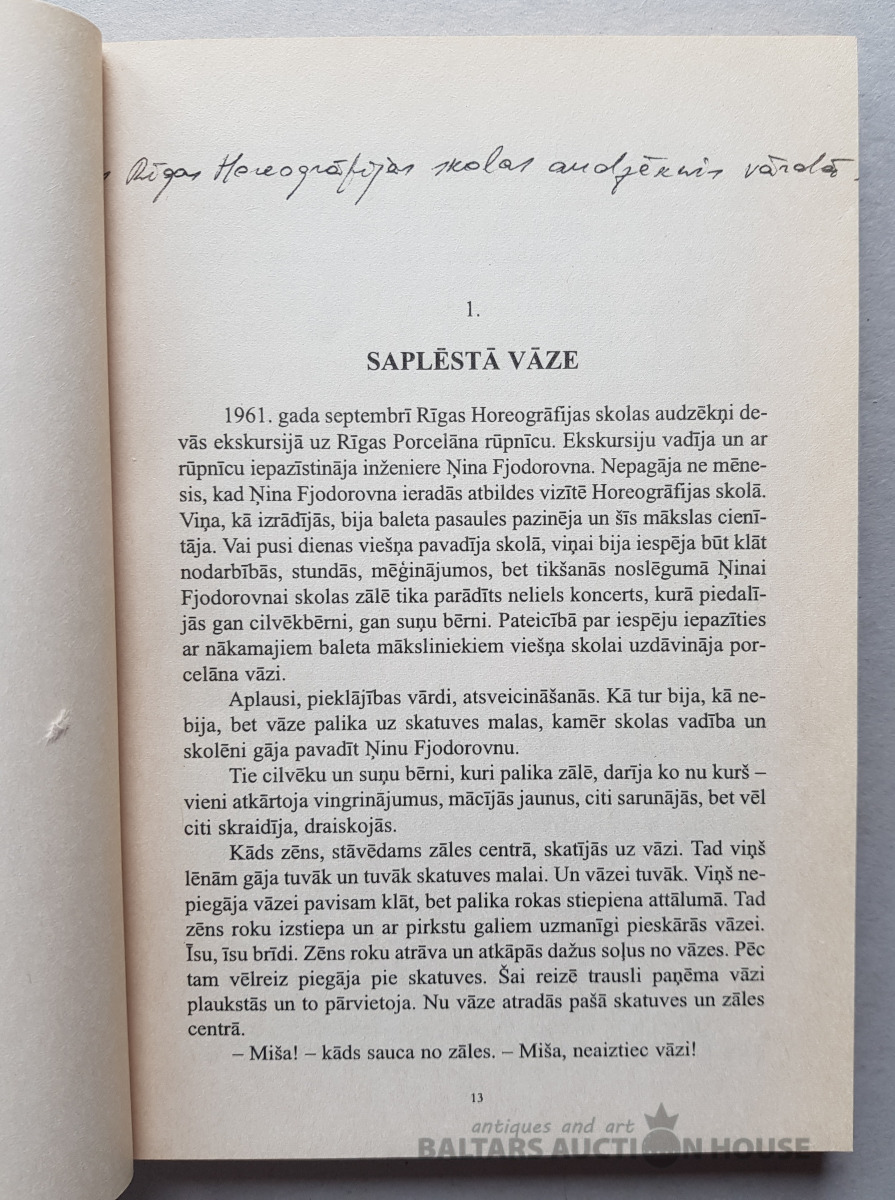 Rīgas Horeogrāfijas skolas audzēknis vārdā
1.
SAPLĒSTĀ VĀZE
1961. gada septembrī Rīgas Horeogrāfijas skolas audzēkņi de-
vās ekskursijā uz Rīgas Porcelāna rūpnīcu. Ekskursiju vadīja un ar
rūpnīcu iepazīstināja inženiere Ņina Fjodorovna. Nepagāja ne mēne-
sis, kad Ņina Fjodorovna ieradās atbildes vizītē Horeogrāfijas skolā.
Viņa, kā izrādījās, bija baleta pasaules pazinēja un šīs mākslas cienī-
tāja. Vai pusi dienas viešņa pavadīja skolā, viņai bija iespēja būt klāt
nodarbībās, stundās, mēģinājumos, bet tikšanās noslēgumā Ņinai
Fjodorovnai skolas zālē tika parādīts neliels koncerts, kurā piedalī-
jās gan cilvēkbērni, gan suņu bērni. Pateicībā par iespēju iepazīties
ar nākamajiem baleta māksliniekiem viešņa skolai uzdāvināja por-
celāna vāzi.
Aplausi, pieklājības vārdi, atsveicināšanās. Kā tur bija, kā ne-
bija, bet vāze palika uz skatuves malas, kamēr skolas vadība un
skolēni gāja pavadīt Ņinu Fjodorovnu.
Tie cilvēku un suņu bērni, kuri palika zālē, darīja ko nu kurš –
vieni atkārtoja vingrinājumus, mācījās jaunus, citi sarunājās, bet vēl
citi skraidīja, draiskojās.
Kāds zēns, stāvēdams zāles centrā, skatījās uz vāzi. Tad viņš
lēnām gāja tuvāk un tuvāk skatuves malai. Un vāzei tuvāk. Viņš ne-
piegāja vāzei pavisam klāt, bet palika rokas stiepiena attālumā. Tad
zēns roku izstiepa un ar pirkstu galiem uzmanīgi pieskārās vāzei.
Īsu, īsu brīdi. Zēns roku atrāva un atkāpās dažus soļus no vāzes. Pēc
tam vēlreiz piegāja pie skatuves. Šai reizē trausli paņēma vāzi
plaukstās un to pārvietoja. Nu vāze atradās pašā skatuves un zāles
centrā.
– Miša! – kāds sauca no zāles. – Miša, neaiztiec vāzi!
13
antiques and art
BALTARS AUCTION HOUSE